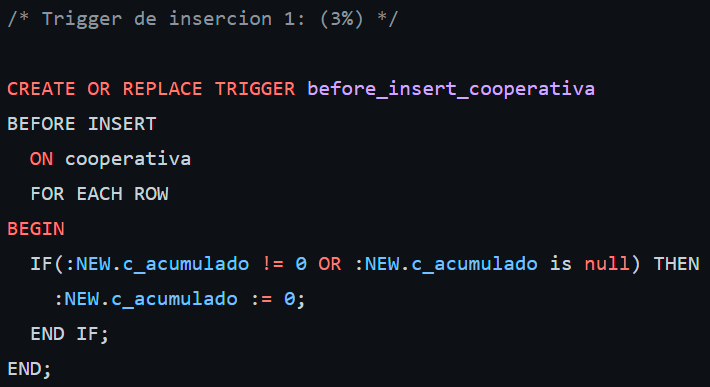 /* Trigger de insercion 1: (3%) */
CREATE OR REPLACE TRIGGER before_insert_cooperativa
BEFORE INSERT
ON cooperativa
FOR EACH ROW
BEGIN
IF(:NEW.c_acumulado != 0 OR :NEW.c_acumulado is null) THEN
:NEW.c_acumulado := 0;
END IF;
END;